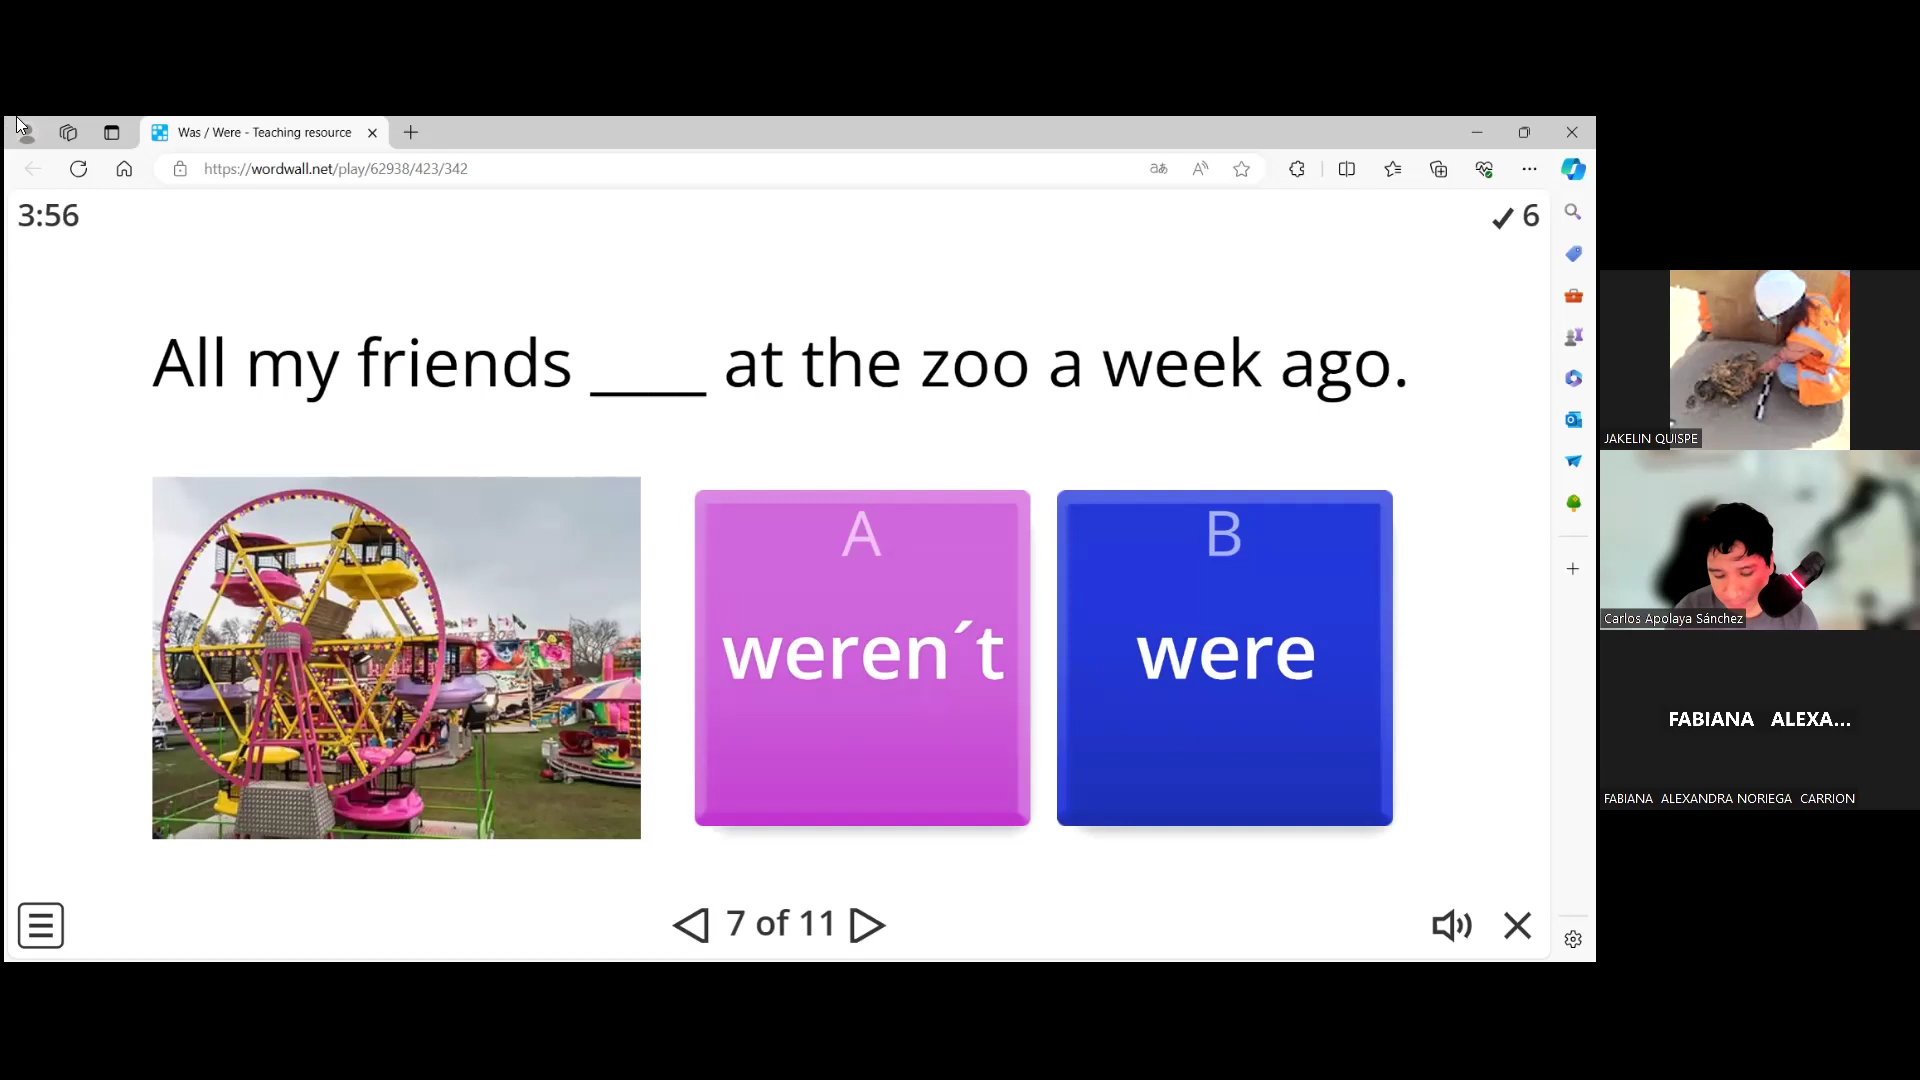 Was / Were - Teaching resource
https://wordwall.net/play/62938/423/342
3:56
6
All my friends ____ at the zoo a week ago.
A
weren´t
B
were
7 of 11
JAKELIN QUISPE
Carlos Apolaya Sánchez
FABIANA ALEXA...
FABIANA ALEXANDRA NORIEGA CARRION